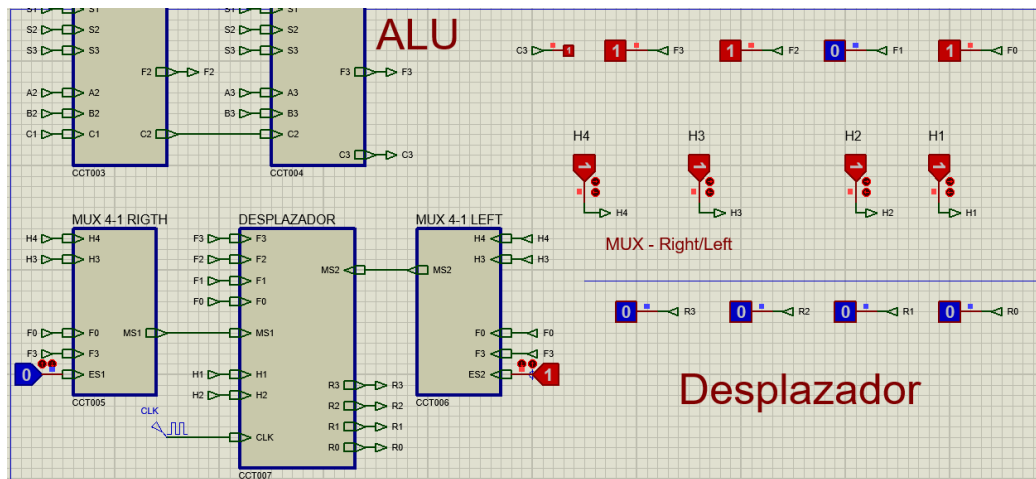 S1
S1
S1
S1
S2
S2
S2
S2
S3
S3
S3
S3
ALU
C3
1
1
F3
1
F2
0
F1
1
F0
F2
F2
F3
F3
A2
A2
A3
A3
B2
B2
B3
B3
C1
C1
C2
C2
C3
C3
CCT003
CCT004
H4
H3
H2
H1
1
1
1
1
H4
H3
H2
H1
MUX - Right/Left
MUX 4-1 RIGTH
DESPLAZADOR
MUX 4-1 LEFT
H4
H4
F3
F3
H4
H4
H3
H3
F2
F2
MS2
MS2
H3
H3
F1
F1
F0
F0
F0
F0
MS1
MS1
F0
F0
F3
F3
F3
F3
0
ES1
H1
H1
ES2
1
H2
H2
R3
R3
CCT005
R2
R2
CCT006
CLK
R1
R1
CLK
R0
R0
CCT007
0
R3
0
R2
0
R1
0
R0
Desplazador